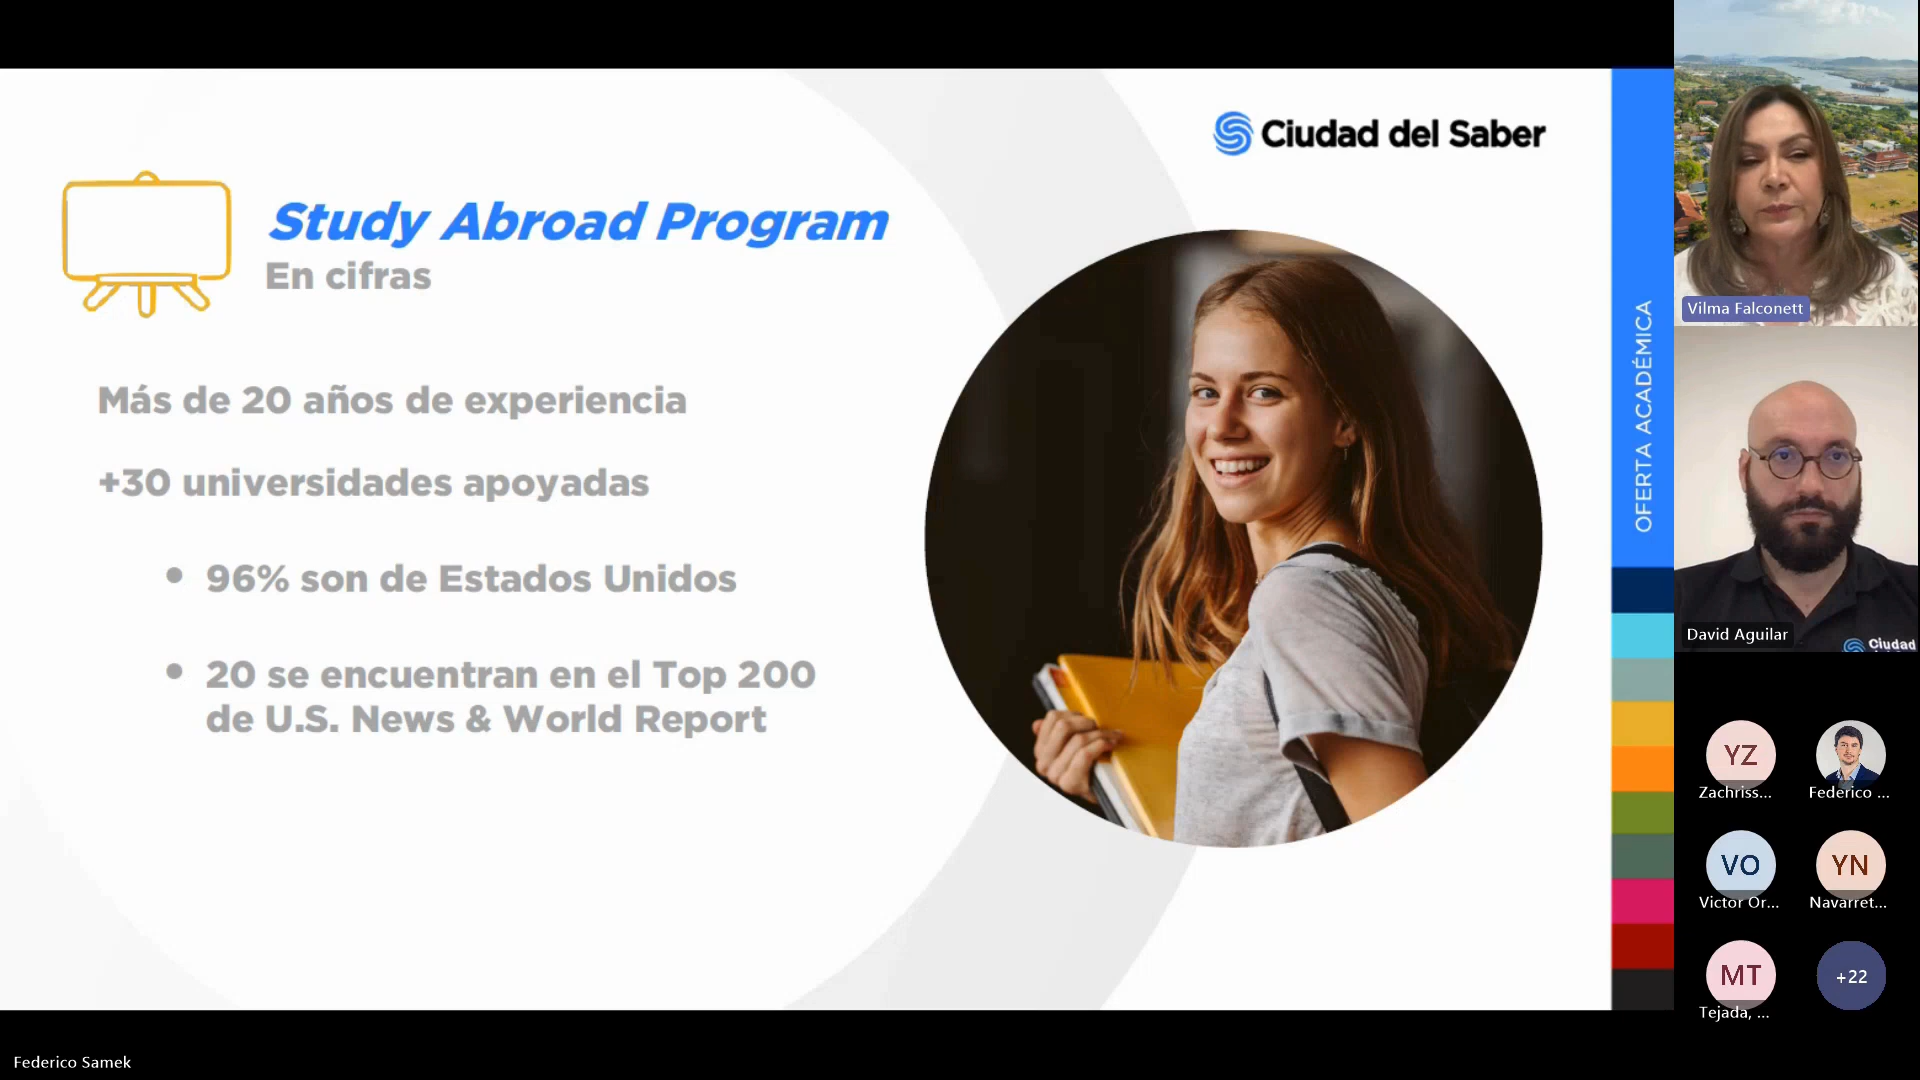 Ciudad del Saber
Study Abroad Program
En cifras
Más de 20 años de experiencia
+30 universidades apoyadas
• 96% son de Estados Unidos
• 20 se encuentran en el Top 200
de U.S. News & World Report
OFERTA ACADÉMICA
Vilma Falconett
Ciudad
David Aguilar
YZ
Zachriss...
Federico ...
VO
Victor Or...
YN
Navarret...
MT
Tejada, ...
+22
Federico Samek